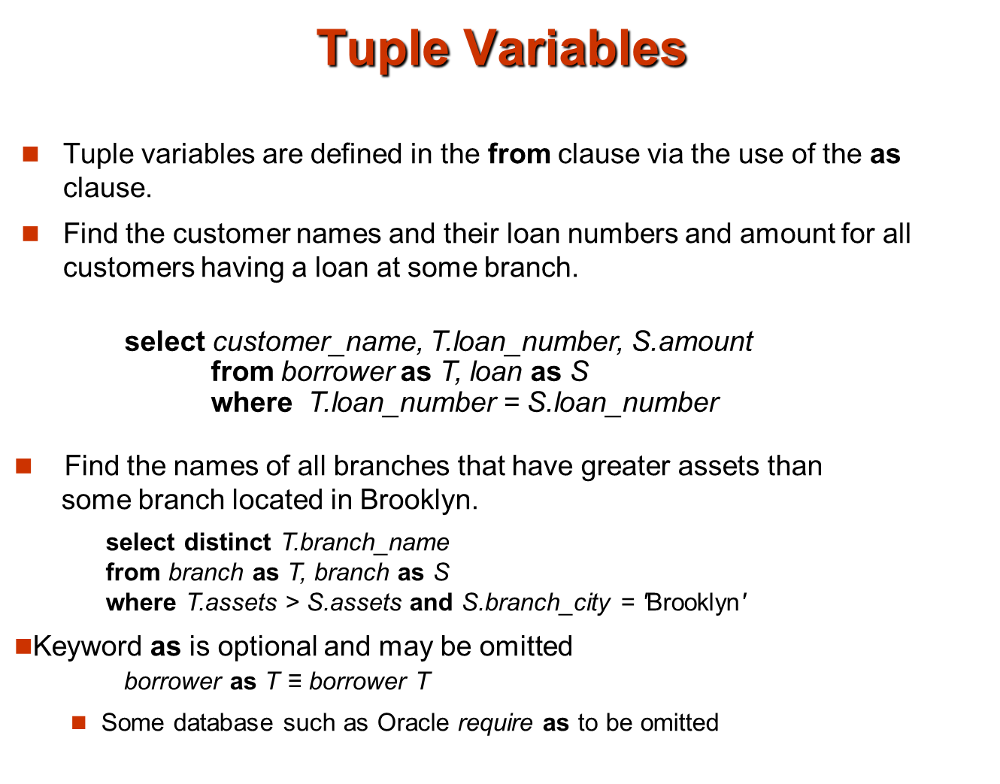 Tuple Variables
Tuple variables are defined in the from clause via the use of the as
clause.
Find the customer names and their loan numbers and amount for all
customers having a loan at some branch.
select customer_name, T.loan_number, S.amount
from borrower as T, loan as S
where T.loan_number = S.loan_number
Find the names of all branches that have greater assets than
some branch located in Brooklyn.
select distinct T.branch_name
from branch as T, branch as S
where T.assets > S.assets and S.branch_city = 'Brooklyn'
Keyword as is optional and may be omitted
borrower as T ≡ borrower T
Some database such as Oracle require as to be omitted